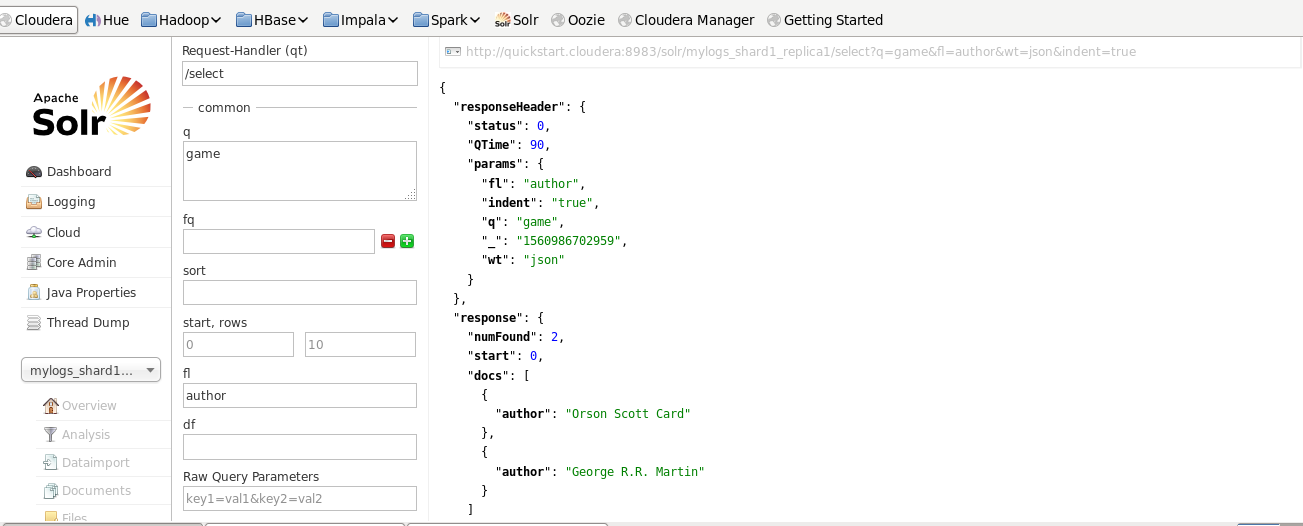 Cloudera Hue Hadoop HBase Impala Spark Solr Oozie Cloudera Manager Getting Started
Apache
Solr
Dashboard
Logging
Cloud
Core Admin
Java Properties
Thread Dump
mylogs_shard1...
Overview
Analysis
Dataimport
Documents
Files
Request-Handler (qt)
/select
common
q
game
fq
sort
start, rows
0 10
fl
author
df
Raw Query Parameters
key1=val1&key2=val2
http://quickstart.cloudera:8983/solr/mylogs_shard1_replica1/select?q=game&fl=author&wt=json&indent=true
{
"responseHeader": {
"status": 0,
"QTime": 90,
"params": {
"fl": "author",
"indent": "true",
"q": "game",
"_": "1560986702959",
"wt": "json"
}
},
"response": {
"numFound": 2,
"start": 0,
"docs": [
{
"author": "Orson Scott Card"
},
{
"author": "George R.R. Martin"
}
]